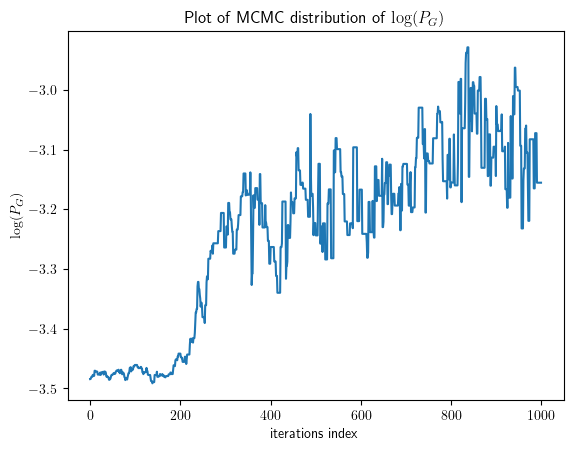 Plot of MCMC distribution of log(P_G)
log(P_G)
−3.0
−3.1
−3.2
−3.3
−3.4
−3.5
0 200 400 600 800 1000
iterations index